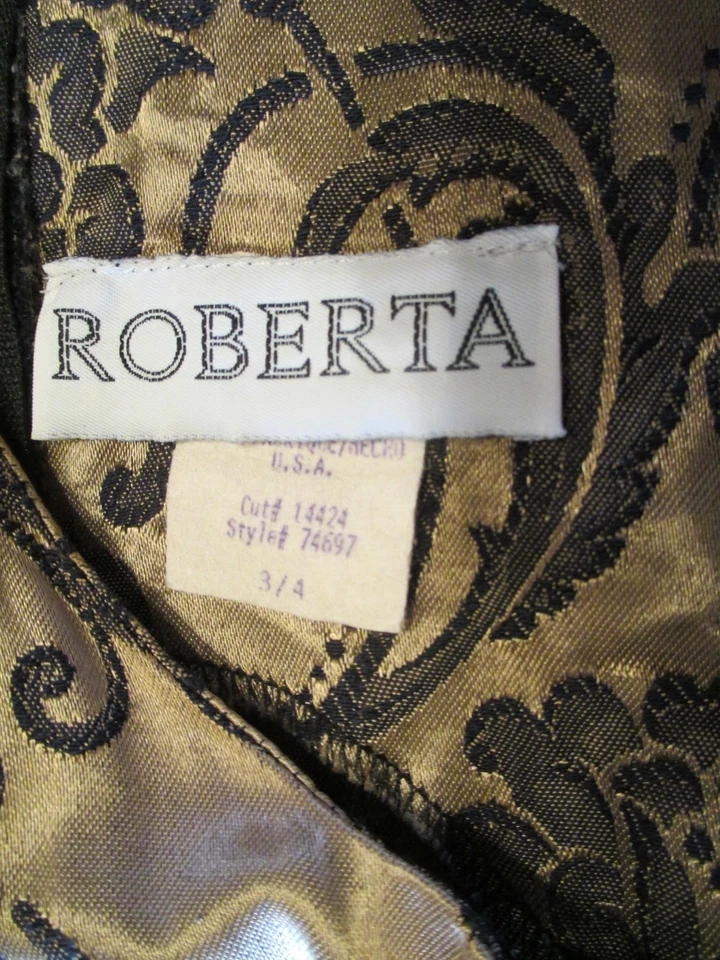 ROBERTA
U.S.A.
Cut# 14424
Style# 74697
3/4